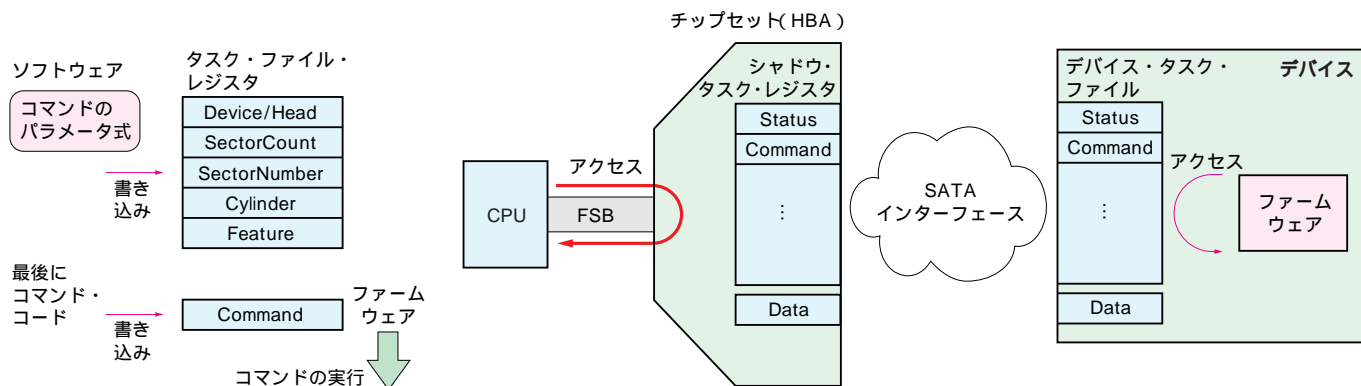 ソフトウェア
コマンドの
パラメータ式
書き
込み
タスク・ファイル・
レジスタ
Device/Head
SectorCount
SectorNumber
Cylinder
Feature
最後に
コマンド・
コード
書き
込み
Command
ファーム
ウェア
コマンドの実行
チップセット(HBA)
CPU
FSB
アクセス
シャドウ・
タスク・レジスタ
Status
Command
⋮
Data
SATA
インターフェース
デバイス・タスク・
ファイル
デバイス
Status
Command
⋮
Data
アクセス
ファーム
ウェア